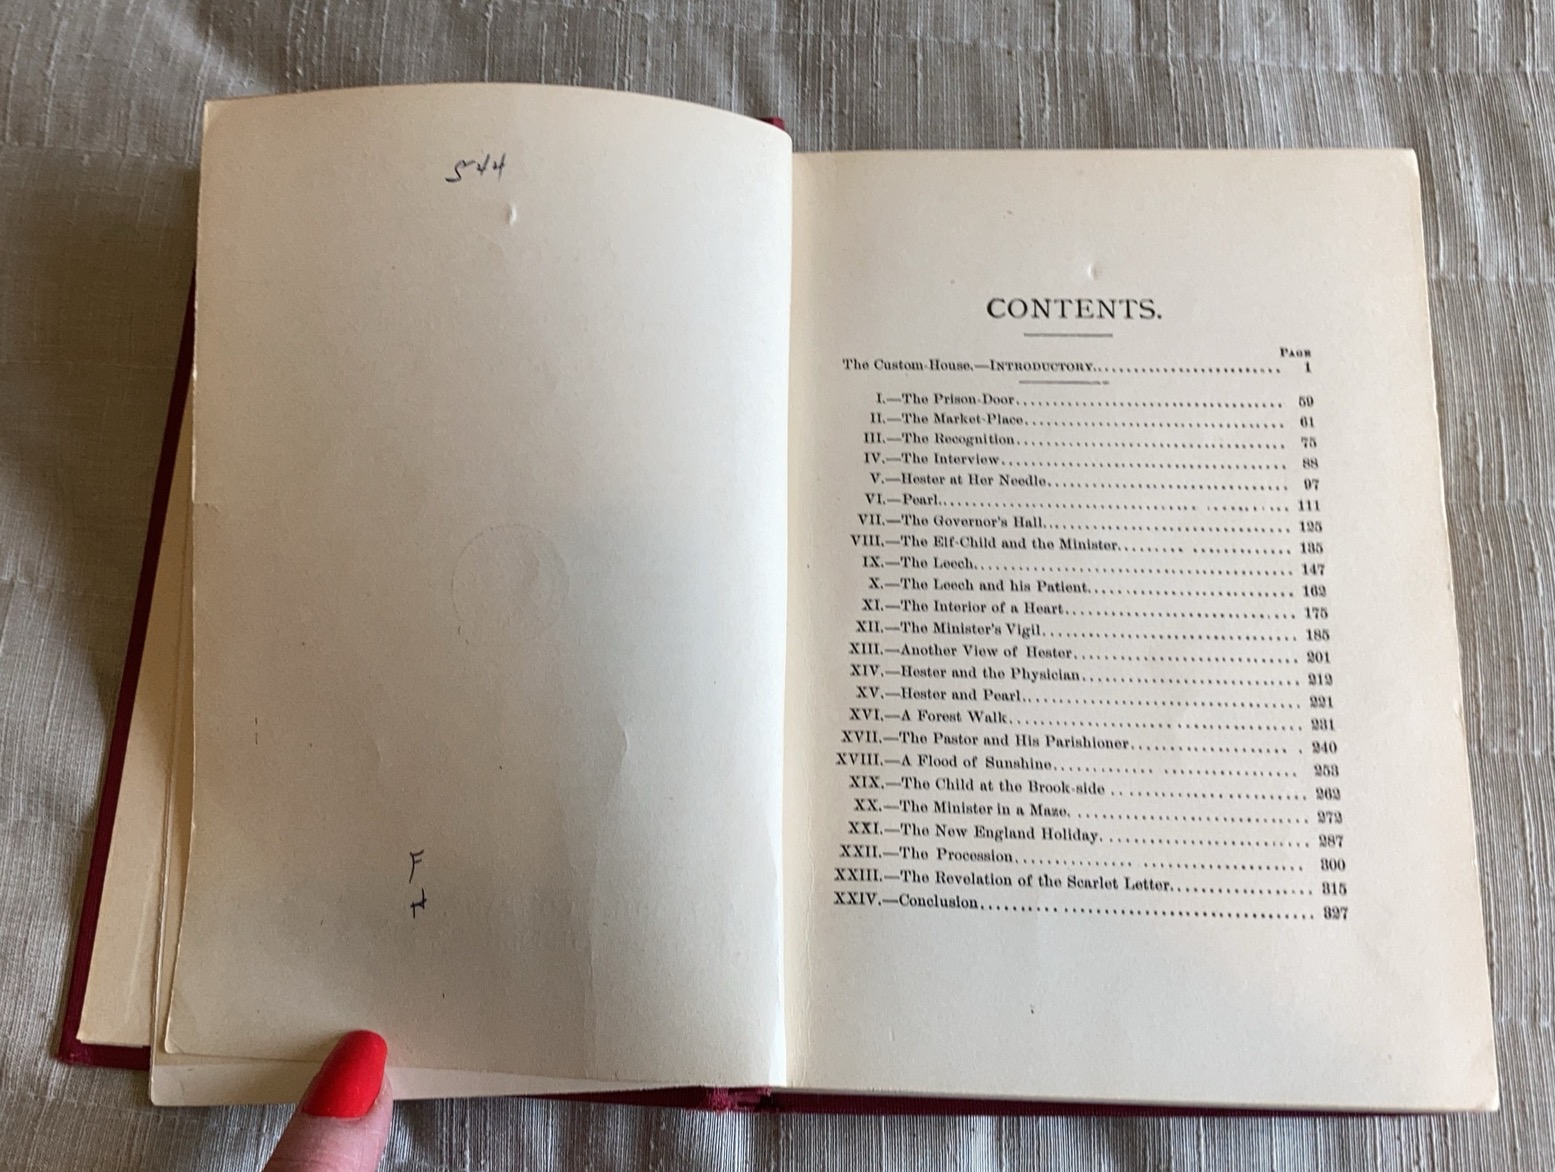 544
F
H
CONTENTS.
PAGE
The Custom-House.—INTRODUCTORY........................... 1
I.—The Prison-Door..................................... 59
II.—The Market-Place................................... 61
III.—The Recognition..................................... 75
IV.—The Interview....................................... 88
V.—Hester at Her Needle................................ 97
VI.—Pearl.............................................. 111
VII.—The Governor's Hall................................ 125
VIII.—The Elf-Child and the Minister..................... 135
IX.—The Leech.......................................... 147
X.—The Leech and his Patient........................... 162
XI.—The Interior of a Heart............................. 175
XII.—The Minister's Vigil................................ 185
XIII.—Another View of Hester............................. 201
XIV.—Hester and the Physician............................ 212
XV.—Hester and Pearl.................................... 221
XVI.—A Forest Walk....................................... 231
XVII.—The Pastor and His Parishioner...................... 240
XVIII.—A Flood of Sunshine................................. 253
XIX.—The Child at the Brook-side ........................ 262
XX.—The Minister in a Maze. ............................ 272
XXI.—The New England Holiday............................. 287
XXII.—The Procession...................................... 300
XXIII.—The Revelation of the Scarlet Letter................ 315
XXIV.—Conclusion.......................................... 327